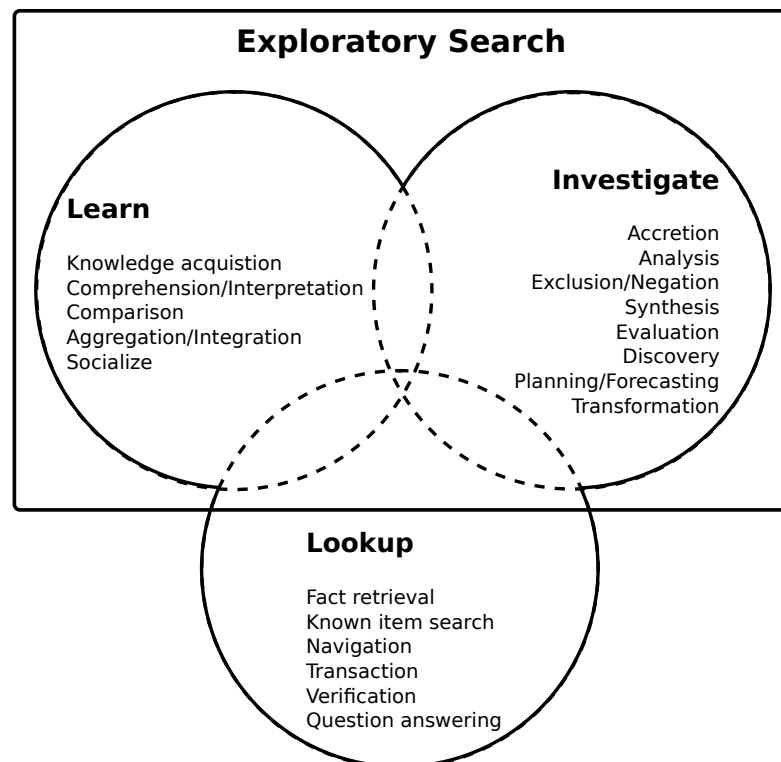 Exploratory Search
Learn
Knowledge acquistion
Comprehension/Interpretation
Comparison
Aggregation/Integration
Socialize
Investigate
Accretion
Analysis
Exclusion/Negation
Synthesis
Evaluation
Discovery
Planning/Forecasting
Transformation
Lookup
Fact retrieval
Known item search
Navigation
Transaction
Verification
Question answering